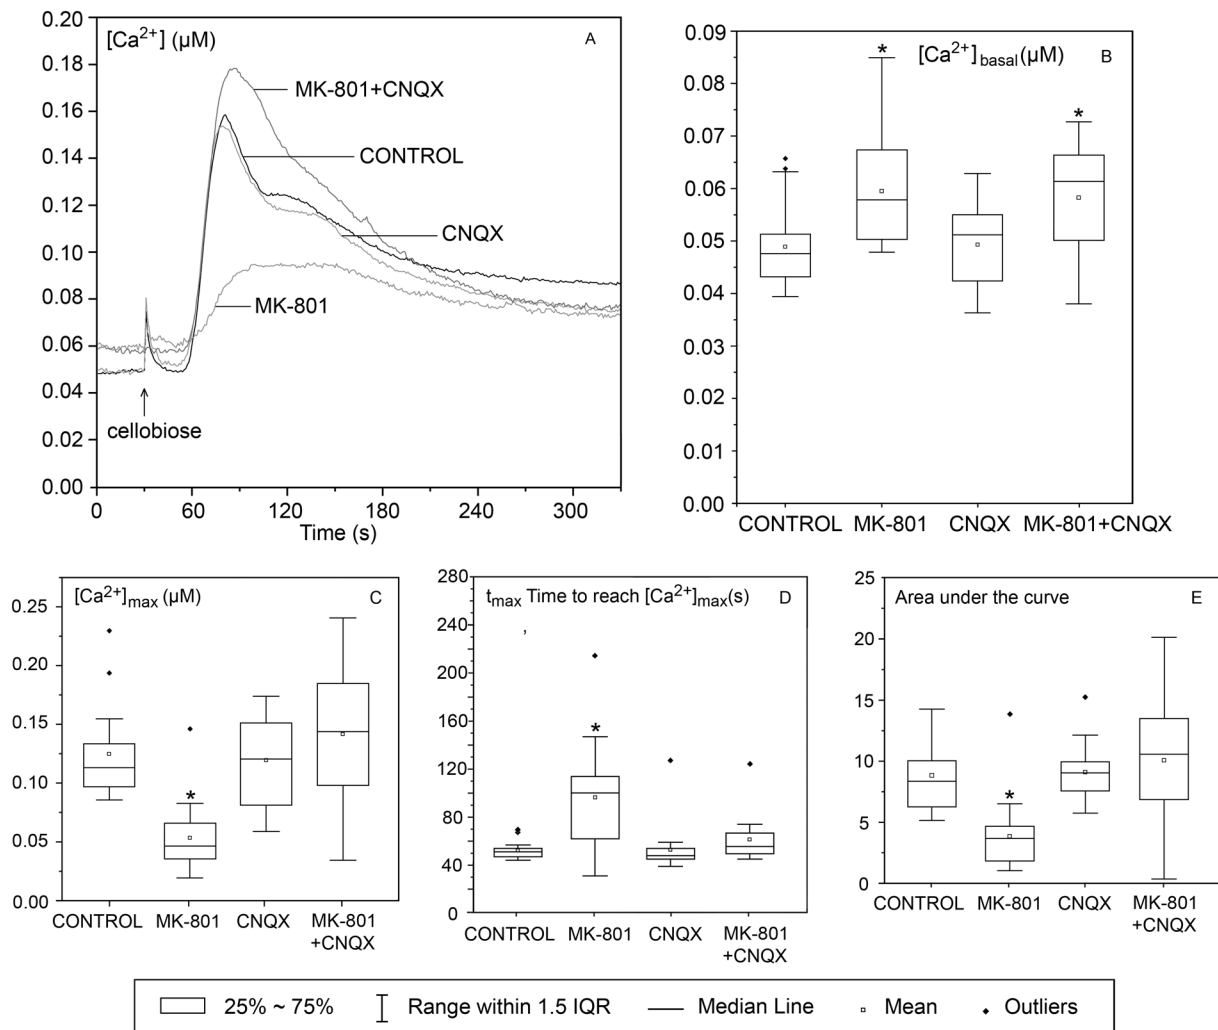 0.20
0.18
0.16
0.14
0.12
0.10
0.08
0.06
0.04
0.02
0.00
[Ca²⁺] (µM)
A
MK-801+CNQX
CONTROL
CNQX
MK-801
cellobiose
0 60 120 180 240 300
Time (s)
0.09
0.08
0.07
0.06
0.05
0.04
0.03
0.02
0.01
0.00
[Ca²⁺]basal(µM)
B
*
*
CONTROL MK-801 CNQX MK-801+CNQX
0.25
0.20
0.15
0.10
0.05
0.00
[Ca²⁺]max (µM)
C
*
CONTROL MK-801 CNQX MK-801
+CNQX
280
240
200
160
120
80
40
0
tmax Time to reach [Ca²⁺]max(s)
D
,
*
CONTROL MK-801 CNQX MK-801
+CNQX
25
20
15
10
5
0
Area under the curve
E
*
CONTROL MK-801 CNQX MK-801
+CNQX
25% ~ 75% Range within 1.5 IQR Median Line Mean Outliers